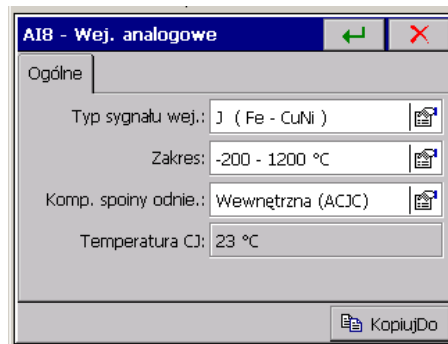 AI8 - Wej. analogowe
Ogólne
Typ sygnału wej.: J ( Fe - CuNi )
Zakres: -200 - 1200 °C
Komp. spoiny odnie.: Wewnętrzna (ACJC)
Temperatura CJ: 23 °C
KopiujDo